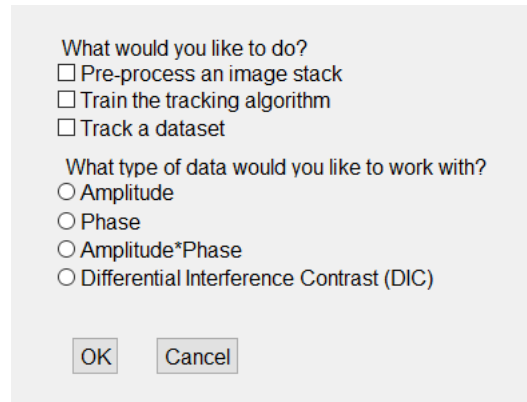 What would you like to do?
Pre-process an image stack
Train the tracking algorithm
Track a dataset
What type of data would you like to work with?
Amplitude
Phase
Amplitude*Phase
Differential Interference Contrast (DIC)
OK Cancel